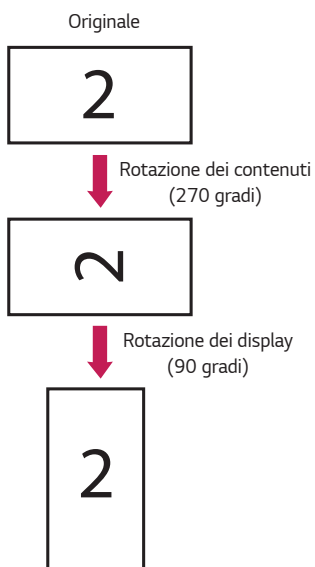 Originale
2
Rotazione dei contenuti
(270 gradi)
2
Rotazione dei display
(90 gradi)
2